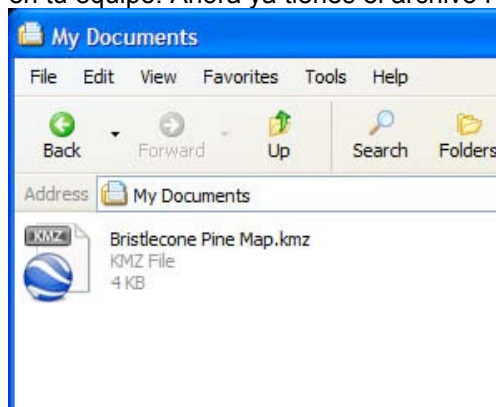 en tu equipo. Ahora ya tienes el archivo
My Documents
File Edit View Favorites Tools Help
Back Forward Up Search Folders
Address My Documents
KMZ Bristlecone Pine Map.kmz
KMZ File
4 KB